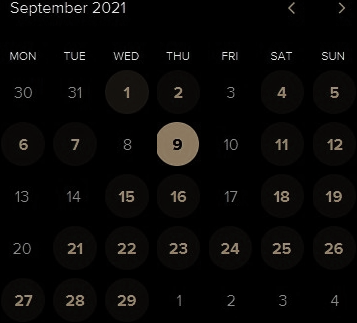 September 2021
MON TUE WED THU FRI SAT SUN
30 31 1 2 3 4 5
6 7 8 9 10 11 12
13 14 15 16 17 18 19
20 21 22 23 24 25 26
27 28 29 1 2 3 4